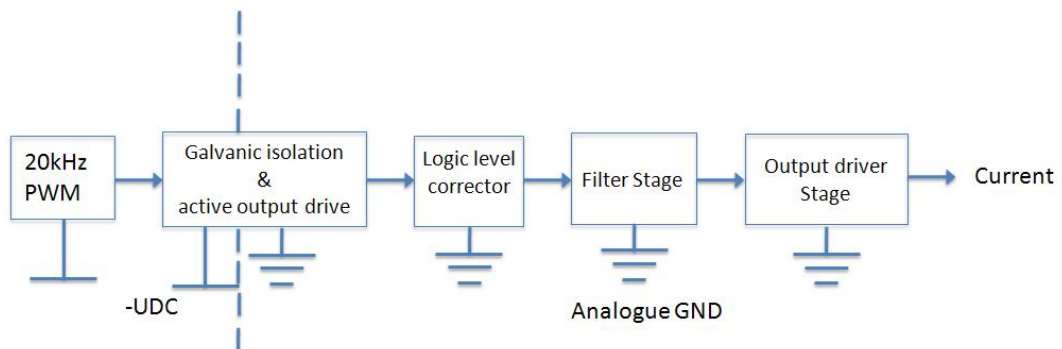 20kHz
PWM
Galvanic isolation
&
active output drive
Logic level
corrector
Filter Stage
Output driver
Stage
Current
-UDC
Analogue GND